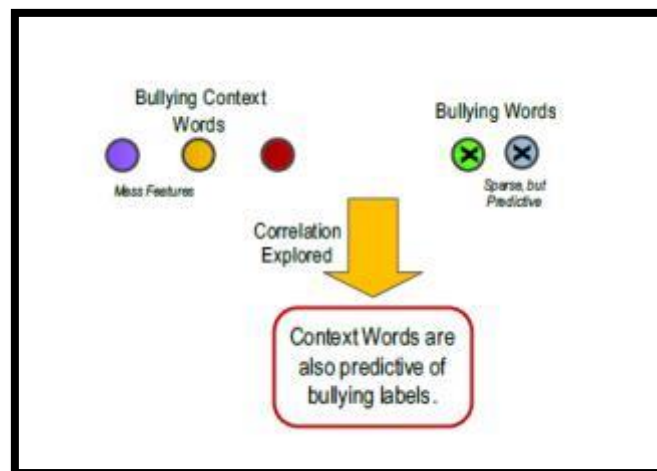 Bullying Context
Words
Mass Features
Bullying Words
Sparse, but
Predictive
Correlation
Explored
Context Words are
also predictive of
bullying labels.